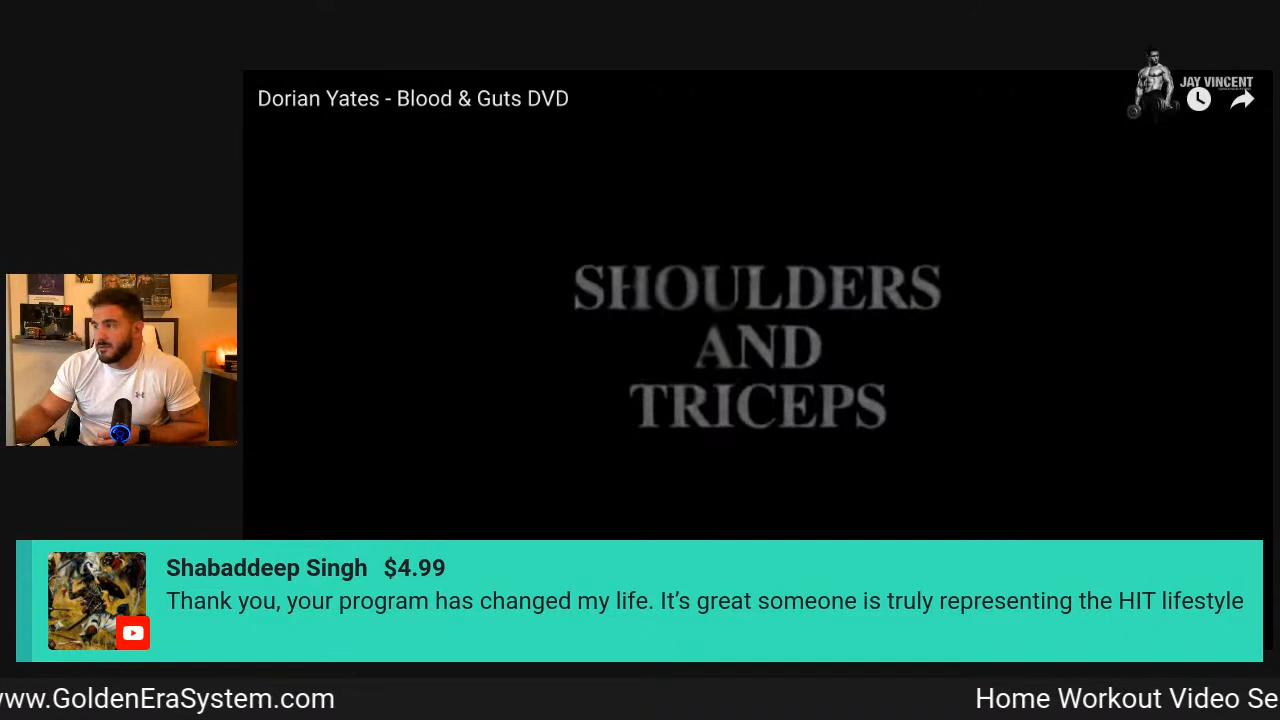 Dorian Yates - Blood & Guts DVD
JAY VINCENT
SHOULDERS
AND
TRICEPS
Shabaddeep Singh $4.99
Thank you, your program has changed my life. It’s great someone is truly representing the HIT lifestyle
www.GoldenEraSystem.com
Home Workout Video Se